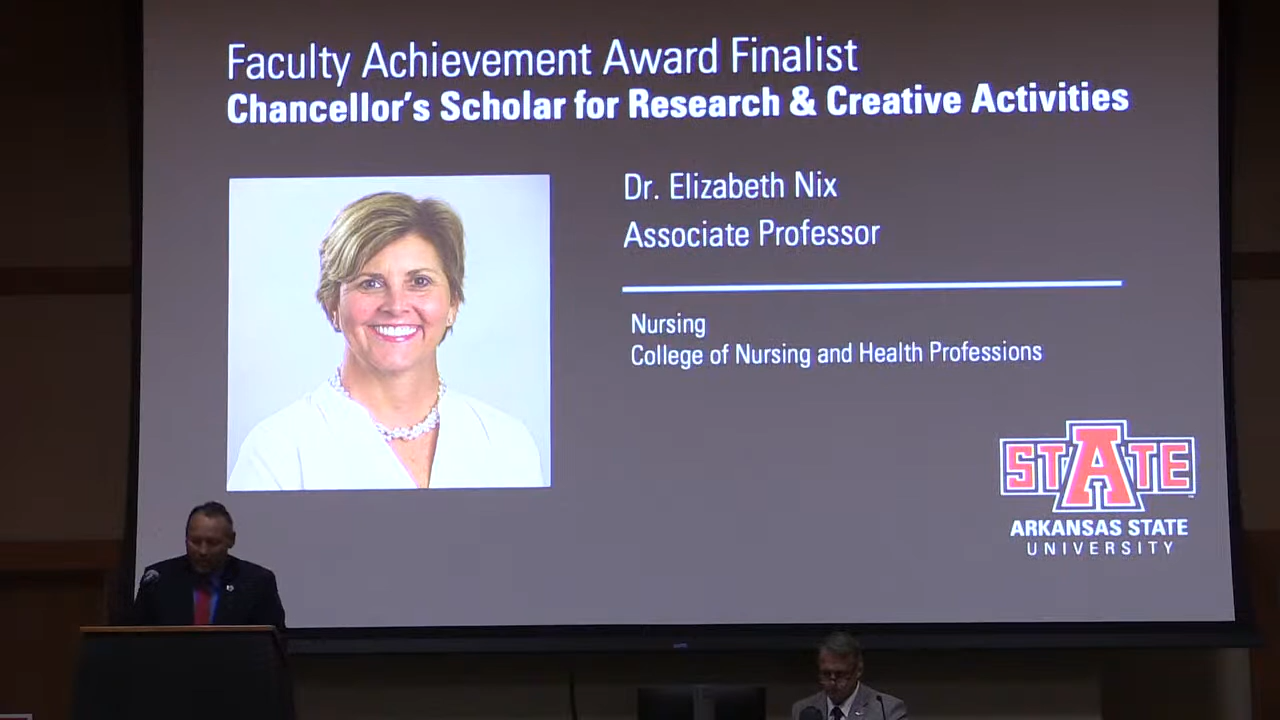 Faculty Achievement Award Finalist
Chancellor's Scholar for Research & Creative Activities
Dr. Elizabeth Nix
Associate Professor
Nursing
College of Nursing and Health Professions
STATE
ARKANSAS STATE
UNIVERSITY